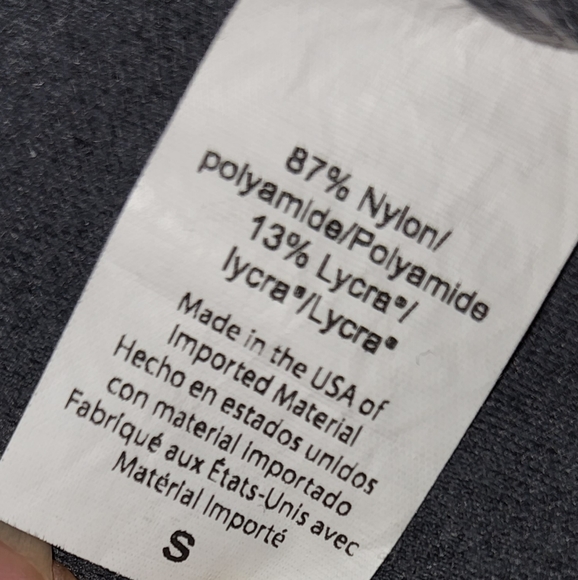 87% Nylon/
polyamide/Polyamide
13% Lycra®/
lycra®/Lycra®
Made in the USA of
Imported Material
Hecho en estados unidos
con material importado
Fabriqué aux États-Unis avec
Matérial Importé
S